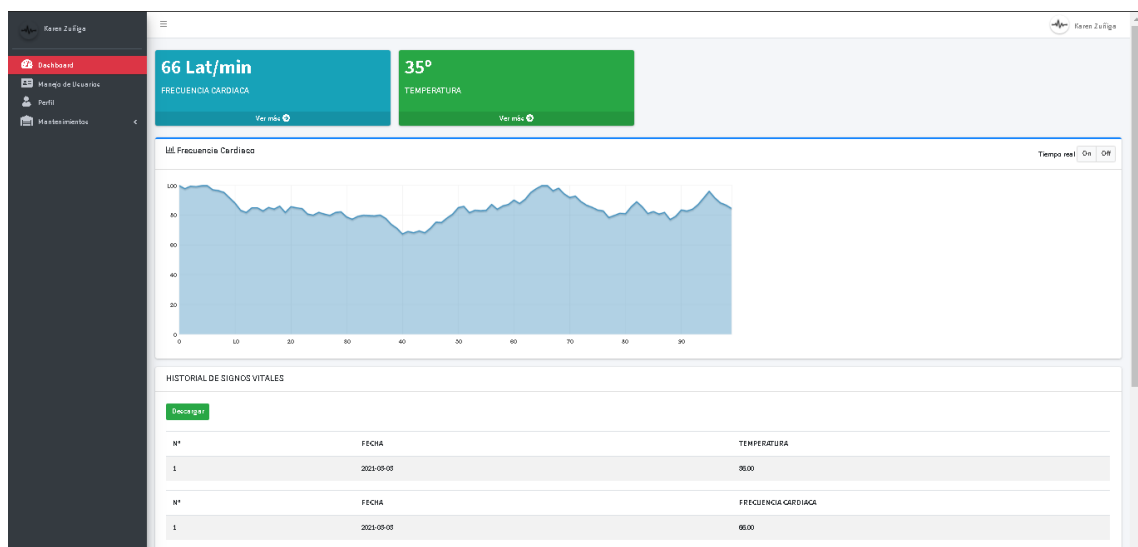 Karen Zuñiga
Karen Zuñiga
Dashboard
Manejo de Usuarios
Perfil
Mantenimientos
66 Lat/min
FRECUENCIA CARDIACA
Ver más
35°
TEMPERATURA
Ver más
Frecuencia Cardiaca
Tiempo real On Off
100
80
60
40
20
0
0 10 20 30 40 50 60 70 80 90
HISTORIAL DE SIGNOS VITALES
Descargar
N° FECHA TEMPERATURA
1 2021-03-03 35.00
N° FECHA FRECUENCIA CARDIACA
1 2021-03-03 66.00